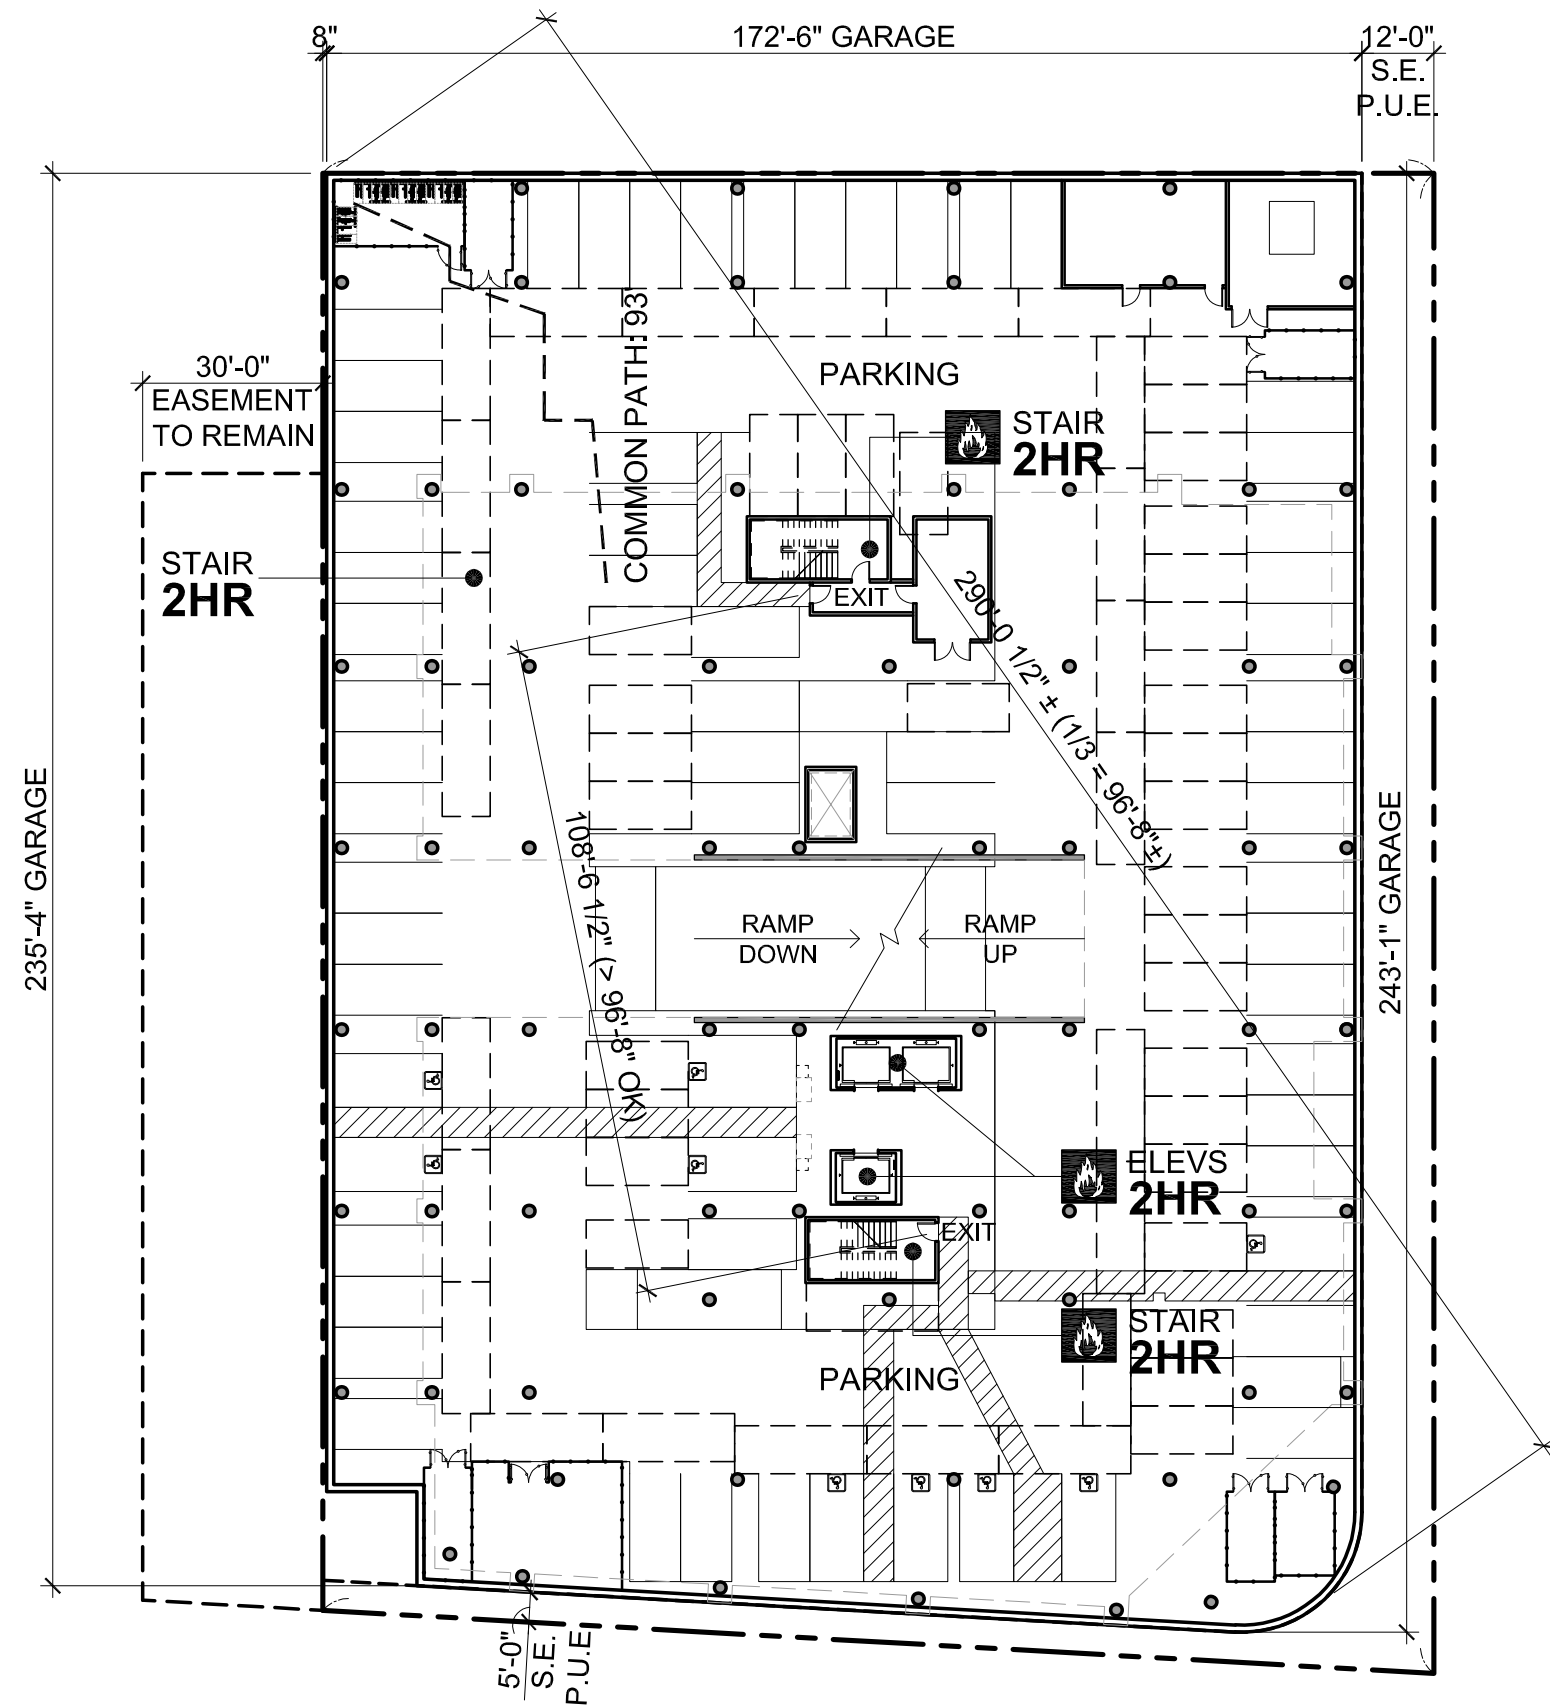 8"
172'-6" GARAGE
12'-0"
S.E.
P.U.E.
30'-0"
EASEMENT
TO REMAIN
COMMON PATH: 93'
PARKING
STAIR
2HR
STAIR
2HR
EXIT
290'-0 1/2" ± (1/3 = 96'-8"±)
235'-4" GARAGE
108'-6 1/2" (> 96'-8" OK)
243'-1" GARAGE
RAMP
DOWN
RAMP
UP
ELEVS
2HR
EXIT
STAIR
2HR
PARKING
5'-0"
S.E.
P.U.E